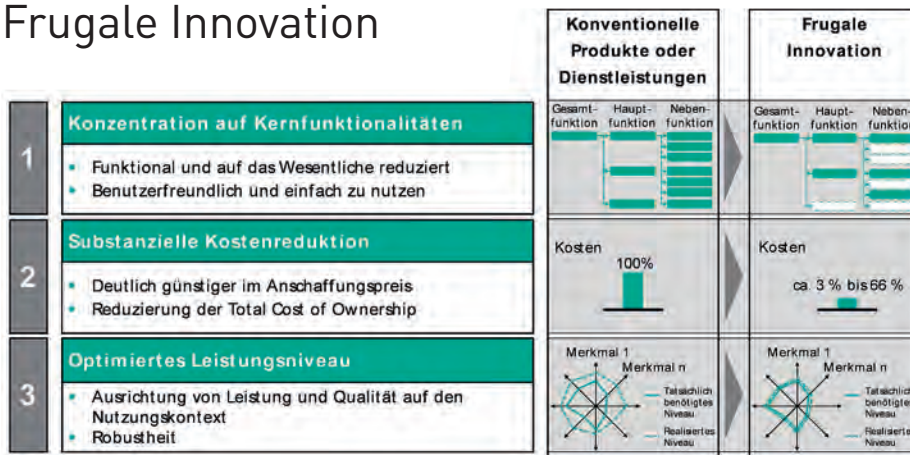 Frugale Innovation
Konventionelle
Produkte oder
Dienstleistungen
Frugale
Innovation
1
Konzentration auf Kernfunktionalitäten
• Funktional und auf das Wesentliche reduziert
• Benutzerfreundlich und einfach zu nutzen
Gesamt- Haupt- Neben-
funktion funktion funktion
Gesamt- Haupt- Neben-
funktion funktion funktion
2
Substanzielle Kostenreduktion
• Deutlich günstiger im Anschaffungspreis
• Reduzierung der Total Cost of Ownership
Kosten
100%
Kosten
ca. 3 % bis 66 %
3
Optimiertes Leistungsniveau
• Ausrichtung von Leistung und Qualität auf den
Nutzungskontext
• Robustheit
Merkmal 1
Merkmal n
Tatsächlich
benötigtes
Niveau
Realisiertes
Niveau
Merkmal 1
Merkmal n
Tatsächlich
benötigtes
Niveau
Realisiertes
Niveau